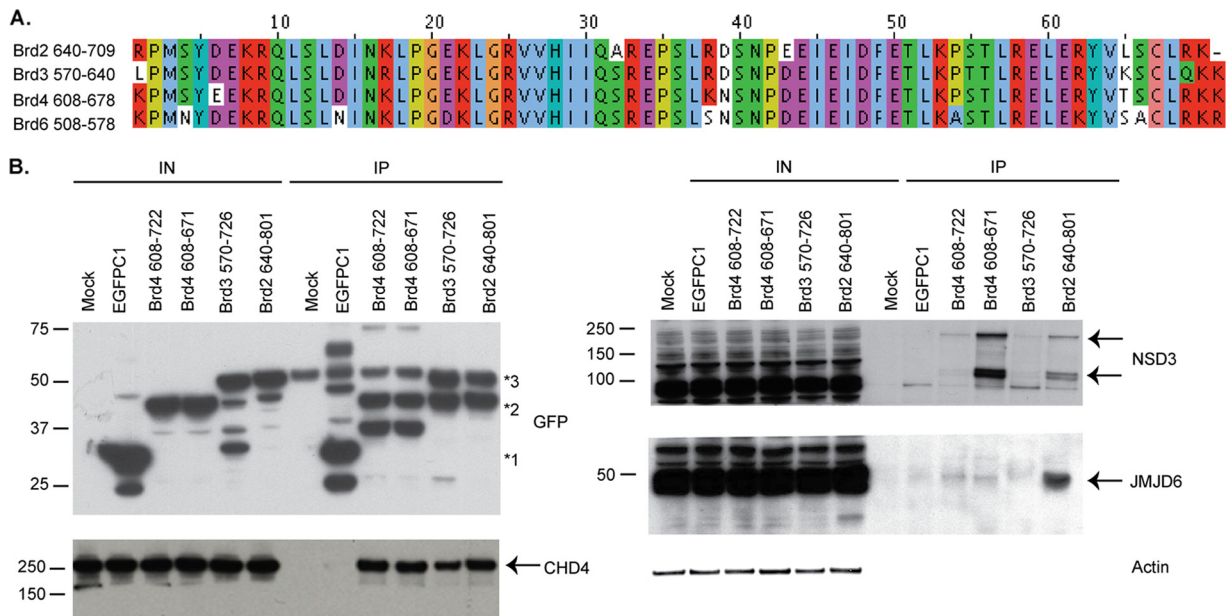 A.
10 20 30 40 50 60
Brd2 640-709 RPMSYDEKRQLSLDINKLPGEKLGRVVHIIQAREPSLRDSNPEEIEIDFETLKPSTLRELERYVLSCLRK-
Brd3 570-640 LPMSYDEKRQLSLDINRLPGEKLGRVVHIIQSREPSLRDSNPDEIEIDFETLKPTTLRELERYVKSCLQKK
Brd4 608-678 KPMSYEEKRQLSLDINKLPGEKLGRVVHIIQSREPSLKNSNPDEIEIDFETLKPSTLRELERYVTSCLRKK
Brd6 508-578 KPMNYDEKRQLSLNINKLPGDKLGRVVHIIQSREPSLSNSNPDEIEIDFETLKASTLRELEKYVSACLRKR
B.
IN IP
Mock
EGFPC1
Brd4 608-722
Brd4 608-671
Brd3 570-726
Brd2 640-801
Mock
EGFPC1
Brd4 608-722
Brd4 608-671
Brd3 570-726
Brd2 640-801
75
50
37
25
*3
*2
*1
GFP
250
150
CHD4
IN IP
Mock
EGFPC1
Brd4 608-722
Brd4 608-671
Brd3 570-726
Brd2 640-801
Mock
EGFPC1
Brd4 608-722
Brd4 608-671
Brd3 570-726
Brd2 640-801
250
150
100
NSD3
50
JMJD6
Actin